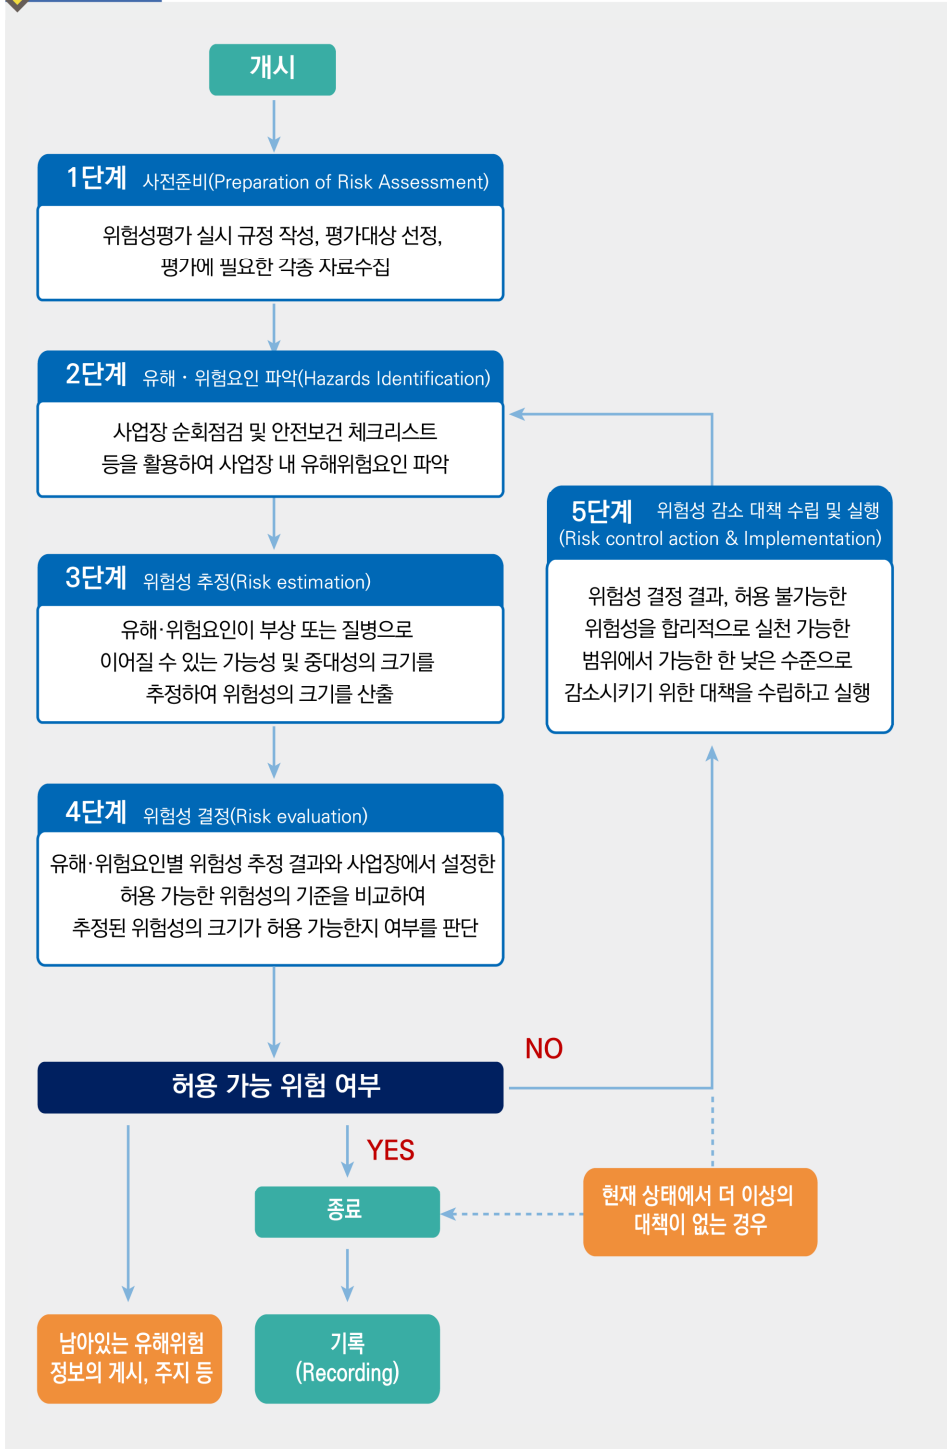 개시
1단계 사전준비(Preparation of Risk Assessment)
위험성평가 실시 규정 작성, 평가대상 선정,
평가에 필요한 각종 자료수집
2단계 유해 · 위험요인 파악(Hazards Identification)
사업장 순회점검 및 안전보건 체크리스트
등을 활용하여 사업장 내 유해위험요인 파악
3단계 위험성 추정(Risk estimation)
유해·위험요인이 부상 또는 질병으로
이어질 수 있는 가능성 및 중대성의 크기를
추정하여 위험성의 크기를 산출
4단계 위험성 결정(Risk evaluation)
유해·위험요인별 위험성 추정 결과와 사업장에서 설정한
허용 가능한 위험성의 기준을 비교하여
추정된 위험성의 크기가 허용 가능한지 여부를 판단
5단계 위험성 감소 대책 수립 및 실행
(Risk control action & Implementation)
위험성 결정 결과, 허용 불가능한
위험성을 합리적으로 실천 가능한
범위에서 가능한 한 낮은 수준으로
감소시키기 위한 대책을 수립하고 실행
NO
허용 가능 위험 여부
YES
종료
현재 상태에서 더 이상의
대책이 없는 경우
남아있는 유해위험
정보의 게시, 주지 등
기록
(Recording)